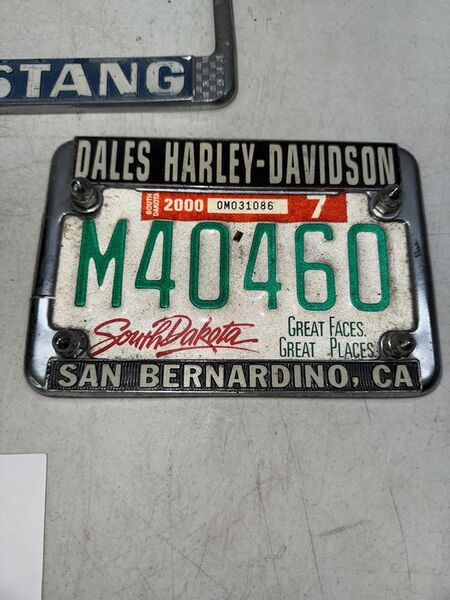 STANG
DALES HARLEY-DAVIDSON
SOUTH DAKOTA 2000 0M031086 7
M40460
South Dakota
GREAT FACES.
GREAT PLACES.
SAN BERNARDINO, CA